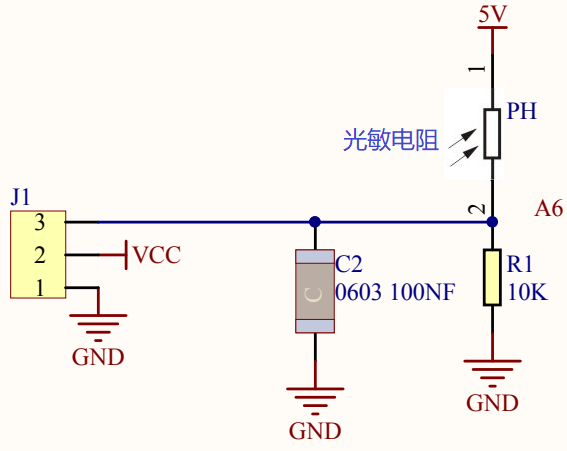 5V
1
PH
光敏电阻
J1
3
2
A6
2
VCC
C2
R1
1
C
0603 100NF
10K
GND
GND
GND